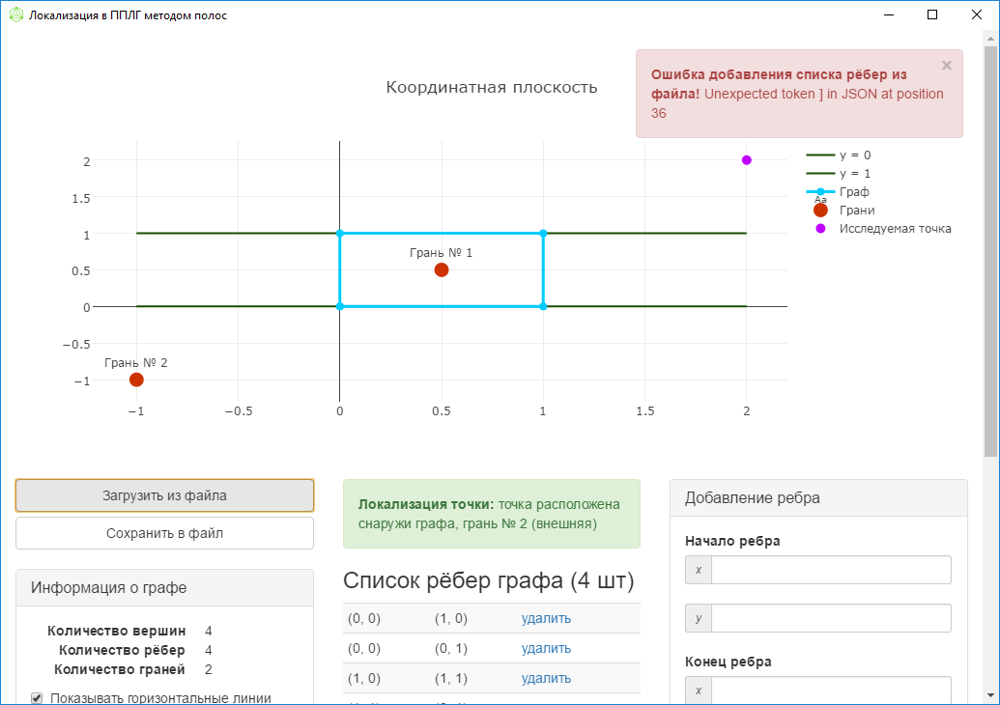 Локализация в ППЛГ методом полос
Координатная плоскость
Ошибка добавления списка рёбер из
файла! Unexpected token ] in JSON at position
36
×
2
1.5
1
0.5
0
−0.5
−1
−1
−0.5
0
0.5
1
1.5
2
Грань № 1
Грань № 2
y = 0
y = 1
Граф
Aa
Грани
Исследуемая точка
Загрузить из файла
Сохранить в файл
Информация о графе
Количество вершин 4
Количество рёбер 4
Количество граней 2
Показывать горизонтальные линии
Локализация точки: точка расположена
снаружи графа, грань № 2 (внешняя)
Список рёбер графа (4 шт)
(0, 0) (1, 0) удалить
(0, 0) (0, 1) удалить
(1, 0) (1, 1) удалить
Добавление ребра
Начало ребра
x
y
Конец ребра
x